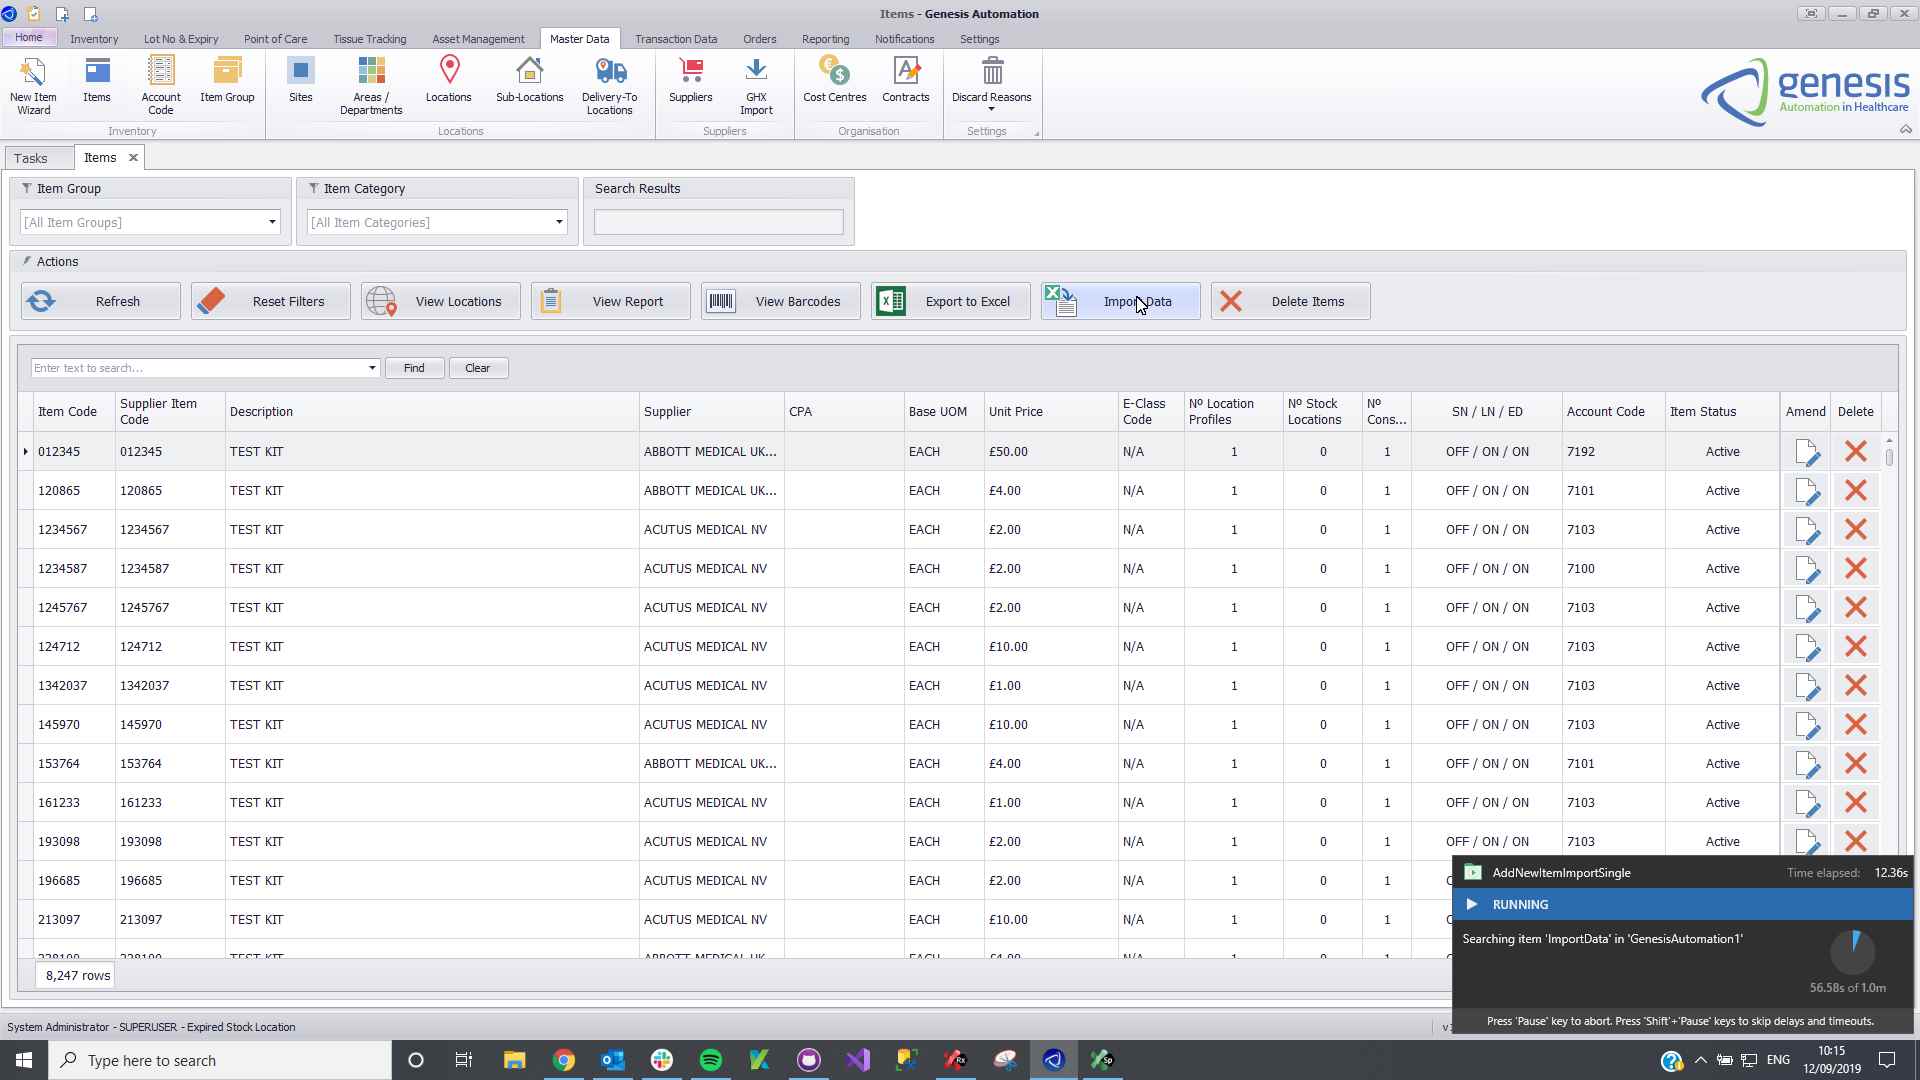 Items - Genesis Automation
Home Inventory Lot No & Expiry Point of Care Tissue Tracking Asset Management Master Data Transaction Data Orders Reporting Notifications Settings
New Item Wizard Items Account Code Item Group Sites Areas / Departments Locations Sub-Locations Delivery-To Locations Suppliers GHX Import Cost Centres Contracts Discard Reasons
Inventory Locations Suppliers Organisation Settings
genesis
Automation in Healthcare
Tasks Items
Item Group Item Category Search Results
[All Item Groups] [All Item Categories]
Actions
Refresh Reset Filters View Locations View Report View Barcodes Export to Excel Import Data Delete Items
Enter text to search... Find Clear
Item Code Supplier Item Code Description Supplier CPA Base UOM Unit Price E-Class Code Nº Location Profiles Nº Stock Locations Nº Cons... SN / LN / ED Account Code Item Status Amend Delete
012345 012345 TEST KIT ABBOTT MEDICAL UK... EACH £50.00 N/A 1 0 1 OFF / ON / ON 7192 Active
120865 120865 TEST KIT ABBOTT MEDICAL UK... EACH £4.00 N/A 1 0 1 OFF / ON / ON 7101 Active
1234567 1234567 TEST KIT ACUTUS MEDICAL NV EACH £2.00 N/A 1 0 1 OFF / ON / ON 7103 Active
1234587 1234587 TEST KIT ACUTUS MEDICAL NV EACH £2.00 N/A 1 0 1 OFF / ON / ON 7100 Active
1245767 1245767 TEST KIT ACUTUS MEDICAL NV EACH £2.00 N/A 1 0 1 OFF / ON / ON 7103 Active
124712 124712 TEST KIT ACUTUS MEDICAL NV EACH £10.00 N/A 1 0 1 OFF / ON / ON 7103 Active
1342037 1342037 TEST KIT ACUTUS MEDICAL NV EACH £1.00 N/A 1 0 1 OFF / ON / ON 7103 Active
145970 145970 TEST KIT ACUTUS MEDICAL NV EACH £10.00 N/A 1 0 1 OFF / ON / ON 7103 Active
153764 153764 TEST KIT ABBOTT MEDICAL UK... EACH £4.00 N/A 1 0 1 OFF / ON / ON 7101 Active
161233 161233 TEST KIT ACUTUS MEDICAL NV EACH £1.00 N/A 1 0 1 OFF / ON / ON 7103 Active
193098 193098 TEST KIT ACUTUS MEDICAL NV EACH £2.00 N/A 1 0 1 OFF / ON / ON 7103 Active
196685 196685 TEST KIT ACUTUS MEDICAL NV EACH £2.00 N/A 1 0 1
213097 213097 TEST KIT ACUTUS MEDICAL NV EACH £10.00 N/A 1 0 1
8,247 rows
AddNewItemImportSingle Time elapsed: 12.36s
RUNNING
Searching item 'ImportData' in 'GenesisAutomation1'
56.58s of 1.0m
Press 'Pause' key to abort. Press 'Shift'+'Pause' keys to skip delays and timeouts.
System Administrator - SUPERUSER - Expired Stock Location
Type here to search
ENG
10:15
12/09/2019